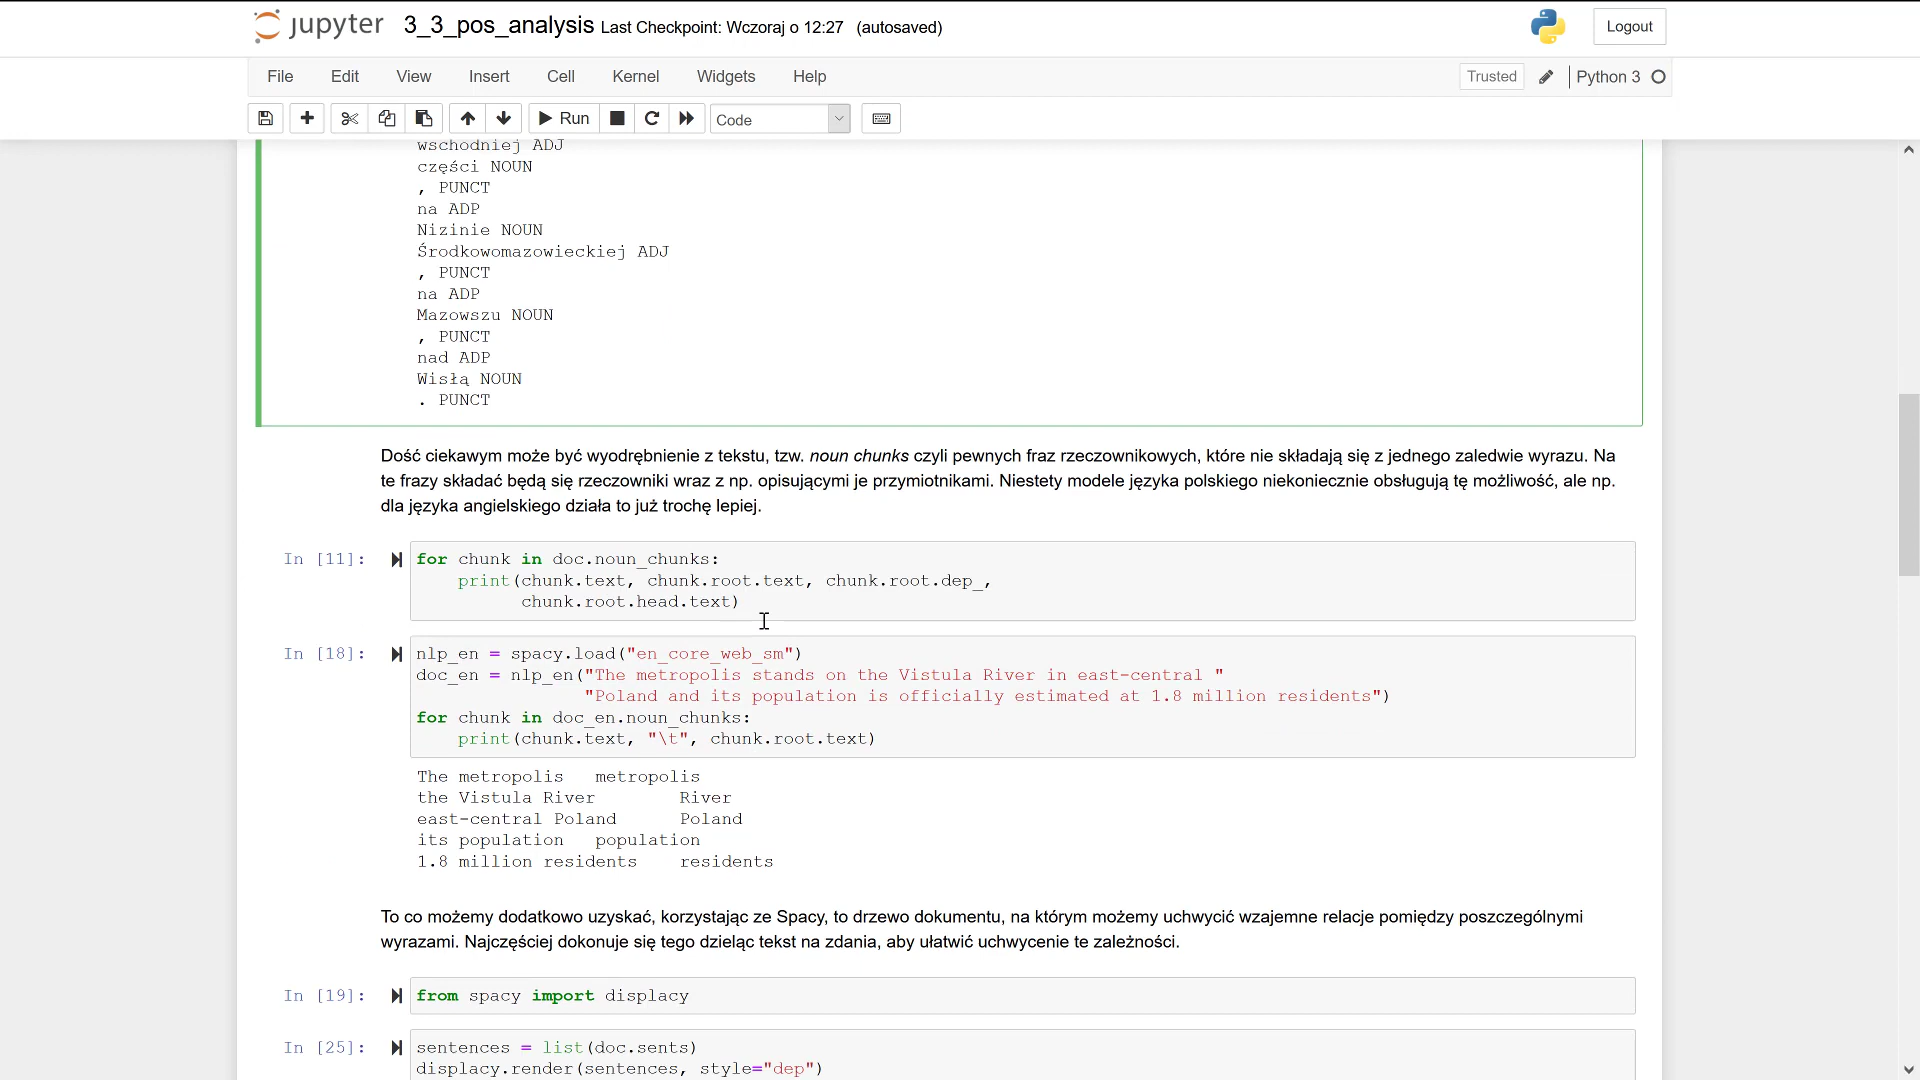 jupyter 3_3_pos_analysis Last Checkpoint: Wczoraj o 12:27 (autosaved) Logout
File Edit View Insert Cell Kernel Widgets Help Trusted Python 3
Run Code
wschodniej ADJ
części NOUN
, PUNCT
na ADP
Nizinie NOUN
Środkowomazowieckiej ADJ
, PUNCT
na ADP
Mazowszu NOUN
, PUNCT
nad ADP
Wisłą NOUN
. PUNCT
Dość ciekawym może być wyodrębnienie z tekstu, tzw. noun chunks czyli pewnych fraz rzeczownikowych, które nie składają się z jednego zaledwie wyrazu. Na
te frazy składać będą się rzeczowniki wraz z np. opisującymi je przymiotnikami. Niestety modele języka polskiego niekoniecznie obsługują tę możliwość, ale np.
dla języka angielskiego działa to już trochę lepiej.
In [11]: for chunk in doc.noun_chunks:
print(chunk.text, chunk.root.text, chunk.root.dep_,
chunk.root.head.text)
In [18]: nlp_en = spacy.load("en_core_web_sm")
doc_en = nlp_en("The metropolis stands on the Vistula River in east-central "
"Poland and its population is officially estimated at 1.8 million residents")
for chunk in doc_en.noun_chunks:
print(chunk.text, "\t", chunk.root.text)
The metropolis metropolis
the Vistula River River
east-central Poland Poland
its population population
1.8 million residents residents
To co możemy dodatkowo uzyskać, korzystając ze Spacy, to drzewo dokumentu, na którym możemy uchwycić wzajemne relacje pomiędzy poszczególnymi
wyrazami. Najczęściej dokonuje się tego dzieląc tekst na zdania, aby ułatwić uchwycenie te zależności.
In [19]: from spacy import displacy
In [25]: sentences = list(doc.sents)
displacy.render(sentences, style="dep")